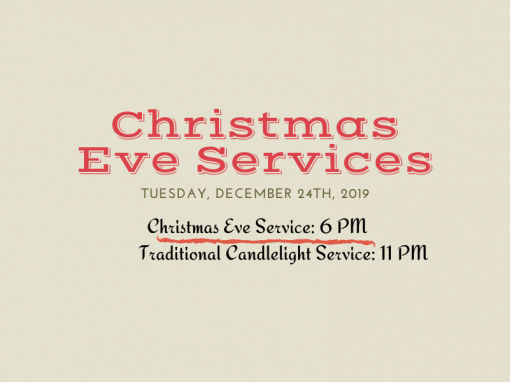 Christmas
Eve Services
TUESDAY, DECEMBER 24TH, 2019
Christmas Eve Service: 6 PM
Traditional Candlelight Service: 11 PM